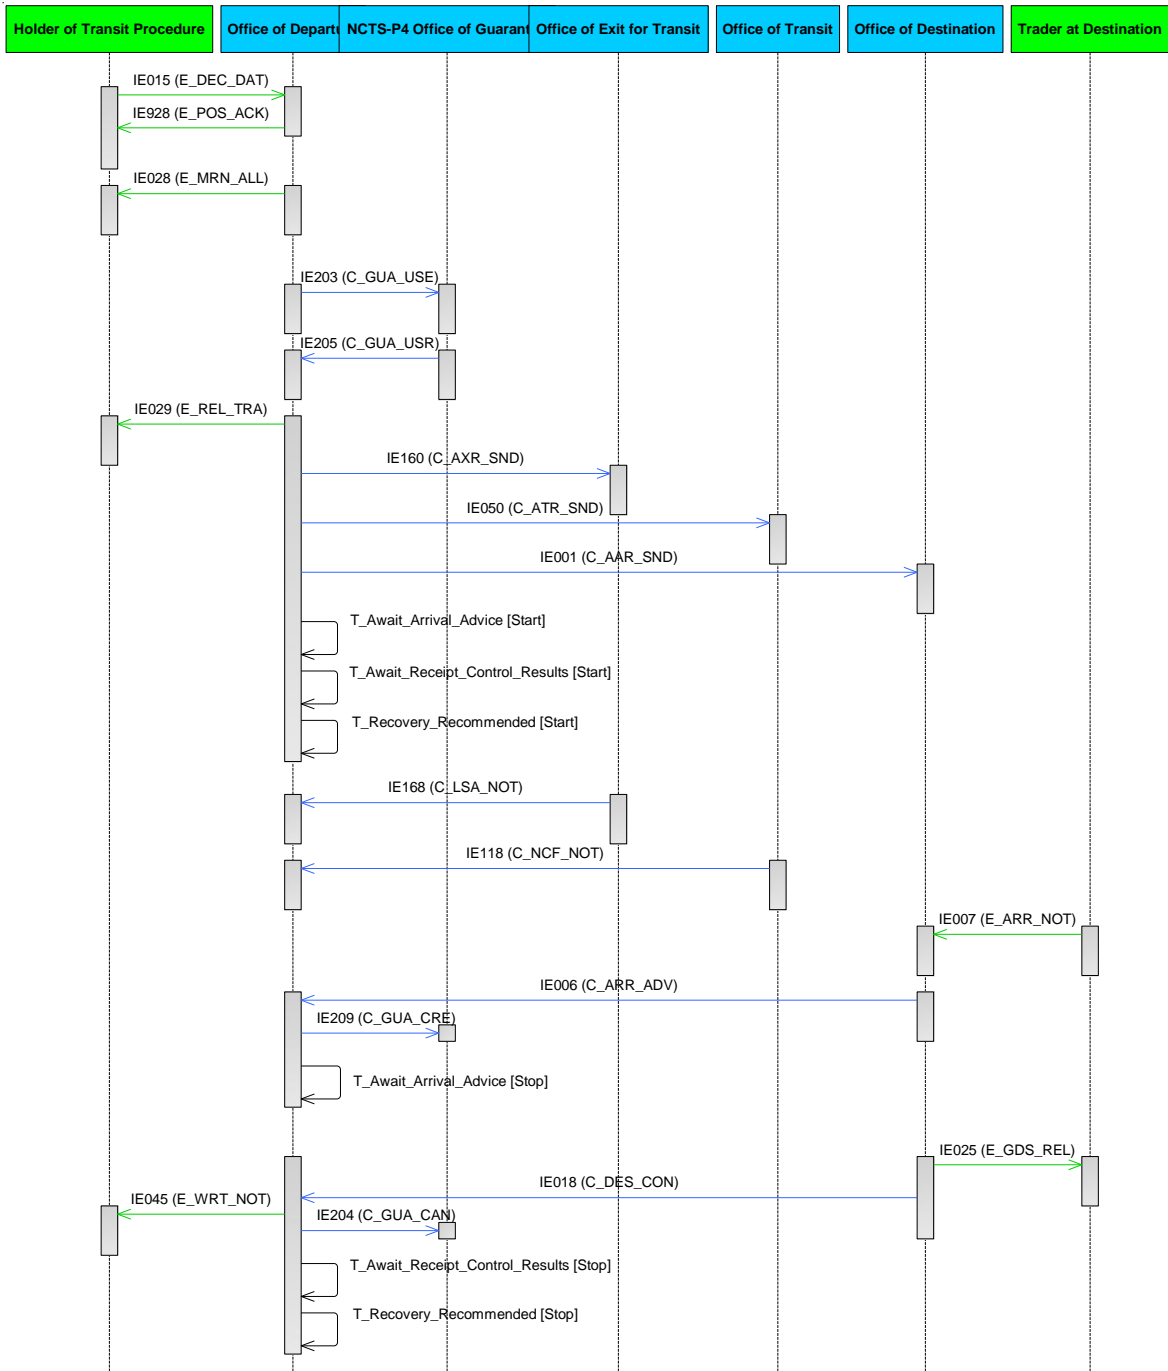 Holder of Transit Procedure
Office of Departu
NCTS-P4 Office of Guarant
Office of Exit for Transit
Office of Transit
Office of Destination
Trader at Destination
IE015 (E_DEC_DAT)
IE928 (E_POS_ACK)
IE028 (E_MRN_ALL)
IE203 (C_GUA_USE)
IE205 (C_GUA_USR)
IE029 (E_REL_TRA)
IE160 (C_AXR_SND)
IE050 (C_ATR_SND)
IE001 (C_AAR_SND)
T_Await_Arrival_Advice [Start]
T_Await_Receipt_Control_Results [Start]
T_Recovery_Recommended [Start]
IE168 (C_LSA_NOT)
IE118 (C_NCF_NOT)
IE007 (E_ARR_NOT)
IE006 (C_ARR_ADV)
IE209 (C_GUA_CRE)
T_Await_Arrival_Advice [Stop]
IE025 (E_GDS_REL)
IE018 (C_DES_CON)
IE045 (E_WRT_NOT)
IE204 (C_GUA_CAN)
T_Await_Receipt_Control_Results [Stop]
T_Recovery_Recommended [Stop]